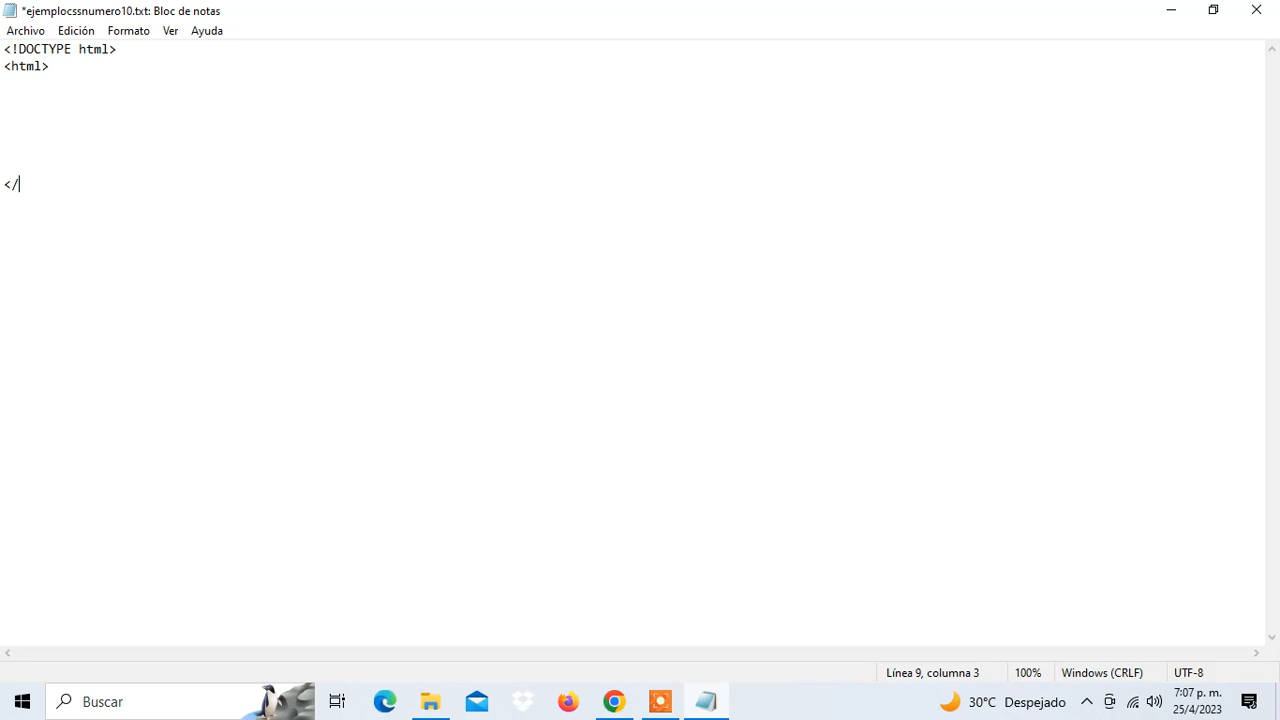 *ejemplocssnumero10.txt: Bloc de notas
Archivo Edición Formato Ver Ayuda
<!DOCTYPE html>
<html>
</
Línea 9, columna 3 100% Windows (CRLF) UTF-8
Buscar 30°C Despejado 7:07 p. m.
25/4/2023